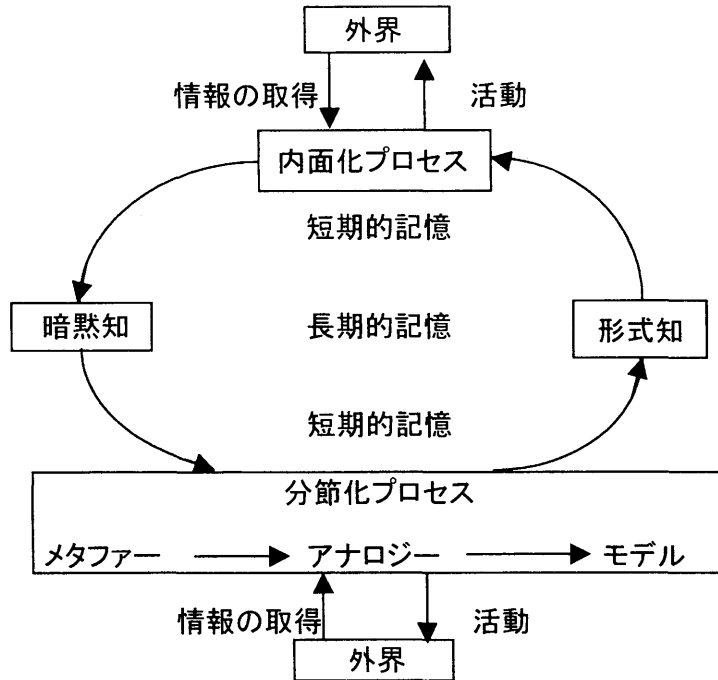 外界
情報の取得 活動
内面化プロセス
短期的記憶
暗黙知 長期的記憶 形式知
短期的記憶
分節化プロセス
メタファー アナロジー モデル
情報の取得 活動
外界